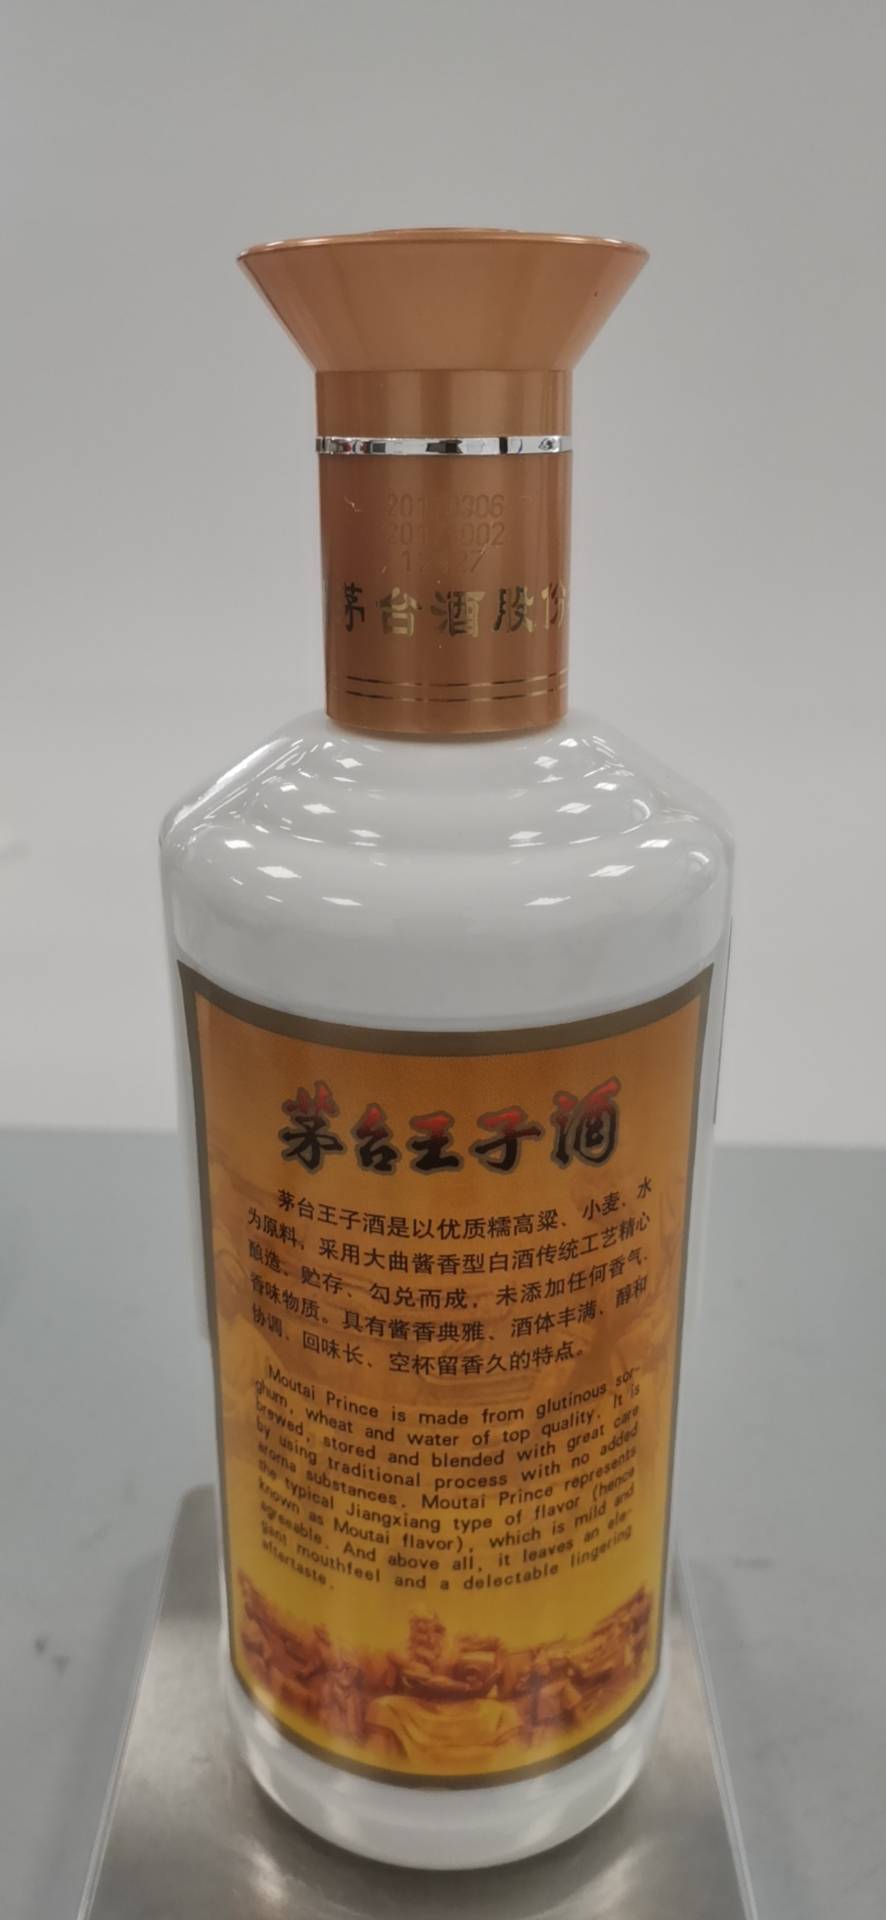 茅台酒股份
茅台王子酒
茅台王子酒是以优质糯高粱、小麦、水
为原料，采用大曲酱香型白酒传统工艺精心
酿造、贮存、勾兑而成，未添加任何香气、
香味物质。具有酱香典雅、酒体丰满、醇和
协调、回味长、空杯留香久的特点。
Moutai Prince is made from glutinous sor-
ghum, wheat and water of top quality. It is
brewed, stored and blended with great care
by using traditional process with no added
aroma substances. Moutai Prince represents
the typical Jiangxiang type of flavor (hence
known as Moutai flavor), which is mild and
agreeable. And above all, it leaves an ele-
gant mouthfeel and a delectable lingering
aftertaste.